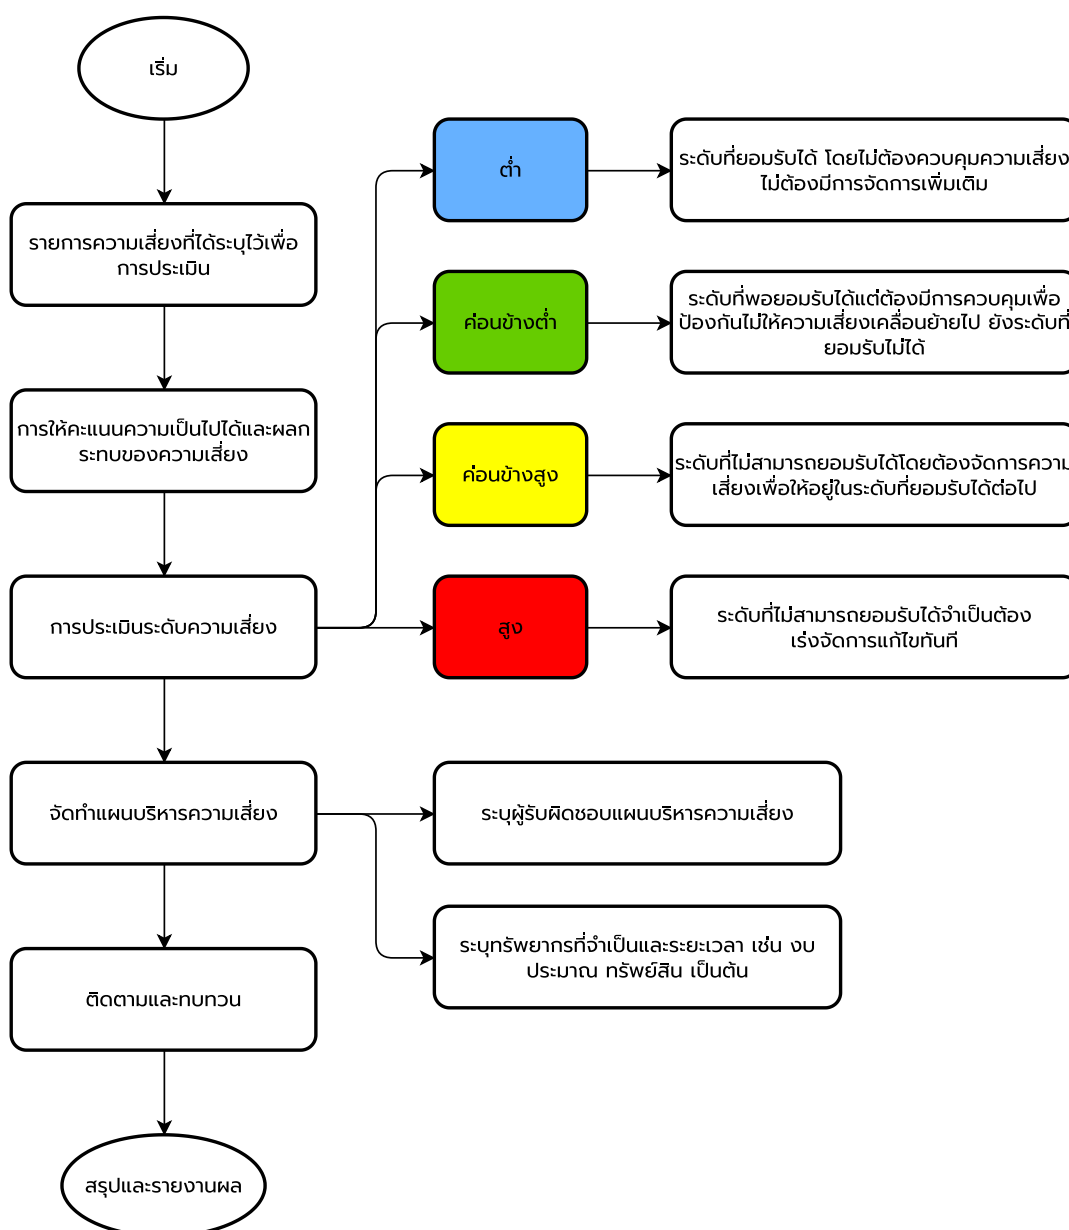 เริ่ม
รายการความเสี่ยงที่ได้ระบุไว้เพื่อ
การประเมิน
การให้คะแนนความเป็นไปได้และผลก
ระทบของความเสี่ยง
การประเมินระดับความเสี่ยง
ต่ำ
ระดับที่ยอมรับได้ โดยไม่ต้องควบคุมความเสี่ยง
ไม่ต้องมีการจัดการเพิ่มเติม
ค่อนข้างต่ำ
ระดับที่พอยอมรับได้แต่ต้องมีการควบคุมเพื่อ
ป้องกันไม่ให้ความเสี่ยงเคลื่อนย้ายไป ยังระดับที่
ยอมรับไม่ได้
ค่อนข้างสูง
ระดับที่ไม่สามารถยอมรับได้โดยต้องจัดการความ
เสี่ยงเพื่อให้อยู่ในระดับที่ยอมรับได้ต่อไป
สูง
ระดับที่ไม่สามารถยอมรับได้จำเป็นต้อง
เร่งจัดการแก้ไขทันที
จัดทำแผนบริหารความเสี่ยง
ระบุผู้รับผิดชอบแผนบริหารความเสี่ยง
ระบุทรัพยากรที่จำเป็นและระยะเวลา เช่น งบ
ประมาณ ทรัพย์สิน เป็นต้น
ติดตามและทบทวน
สรุปและรายงานผล